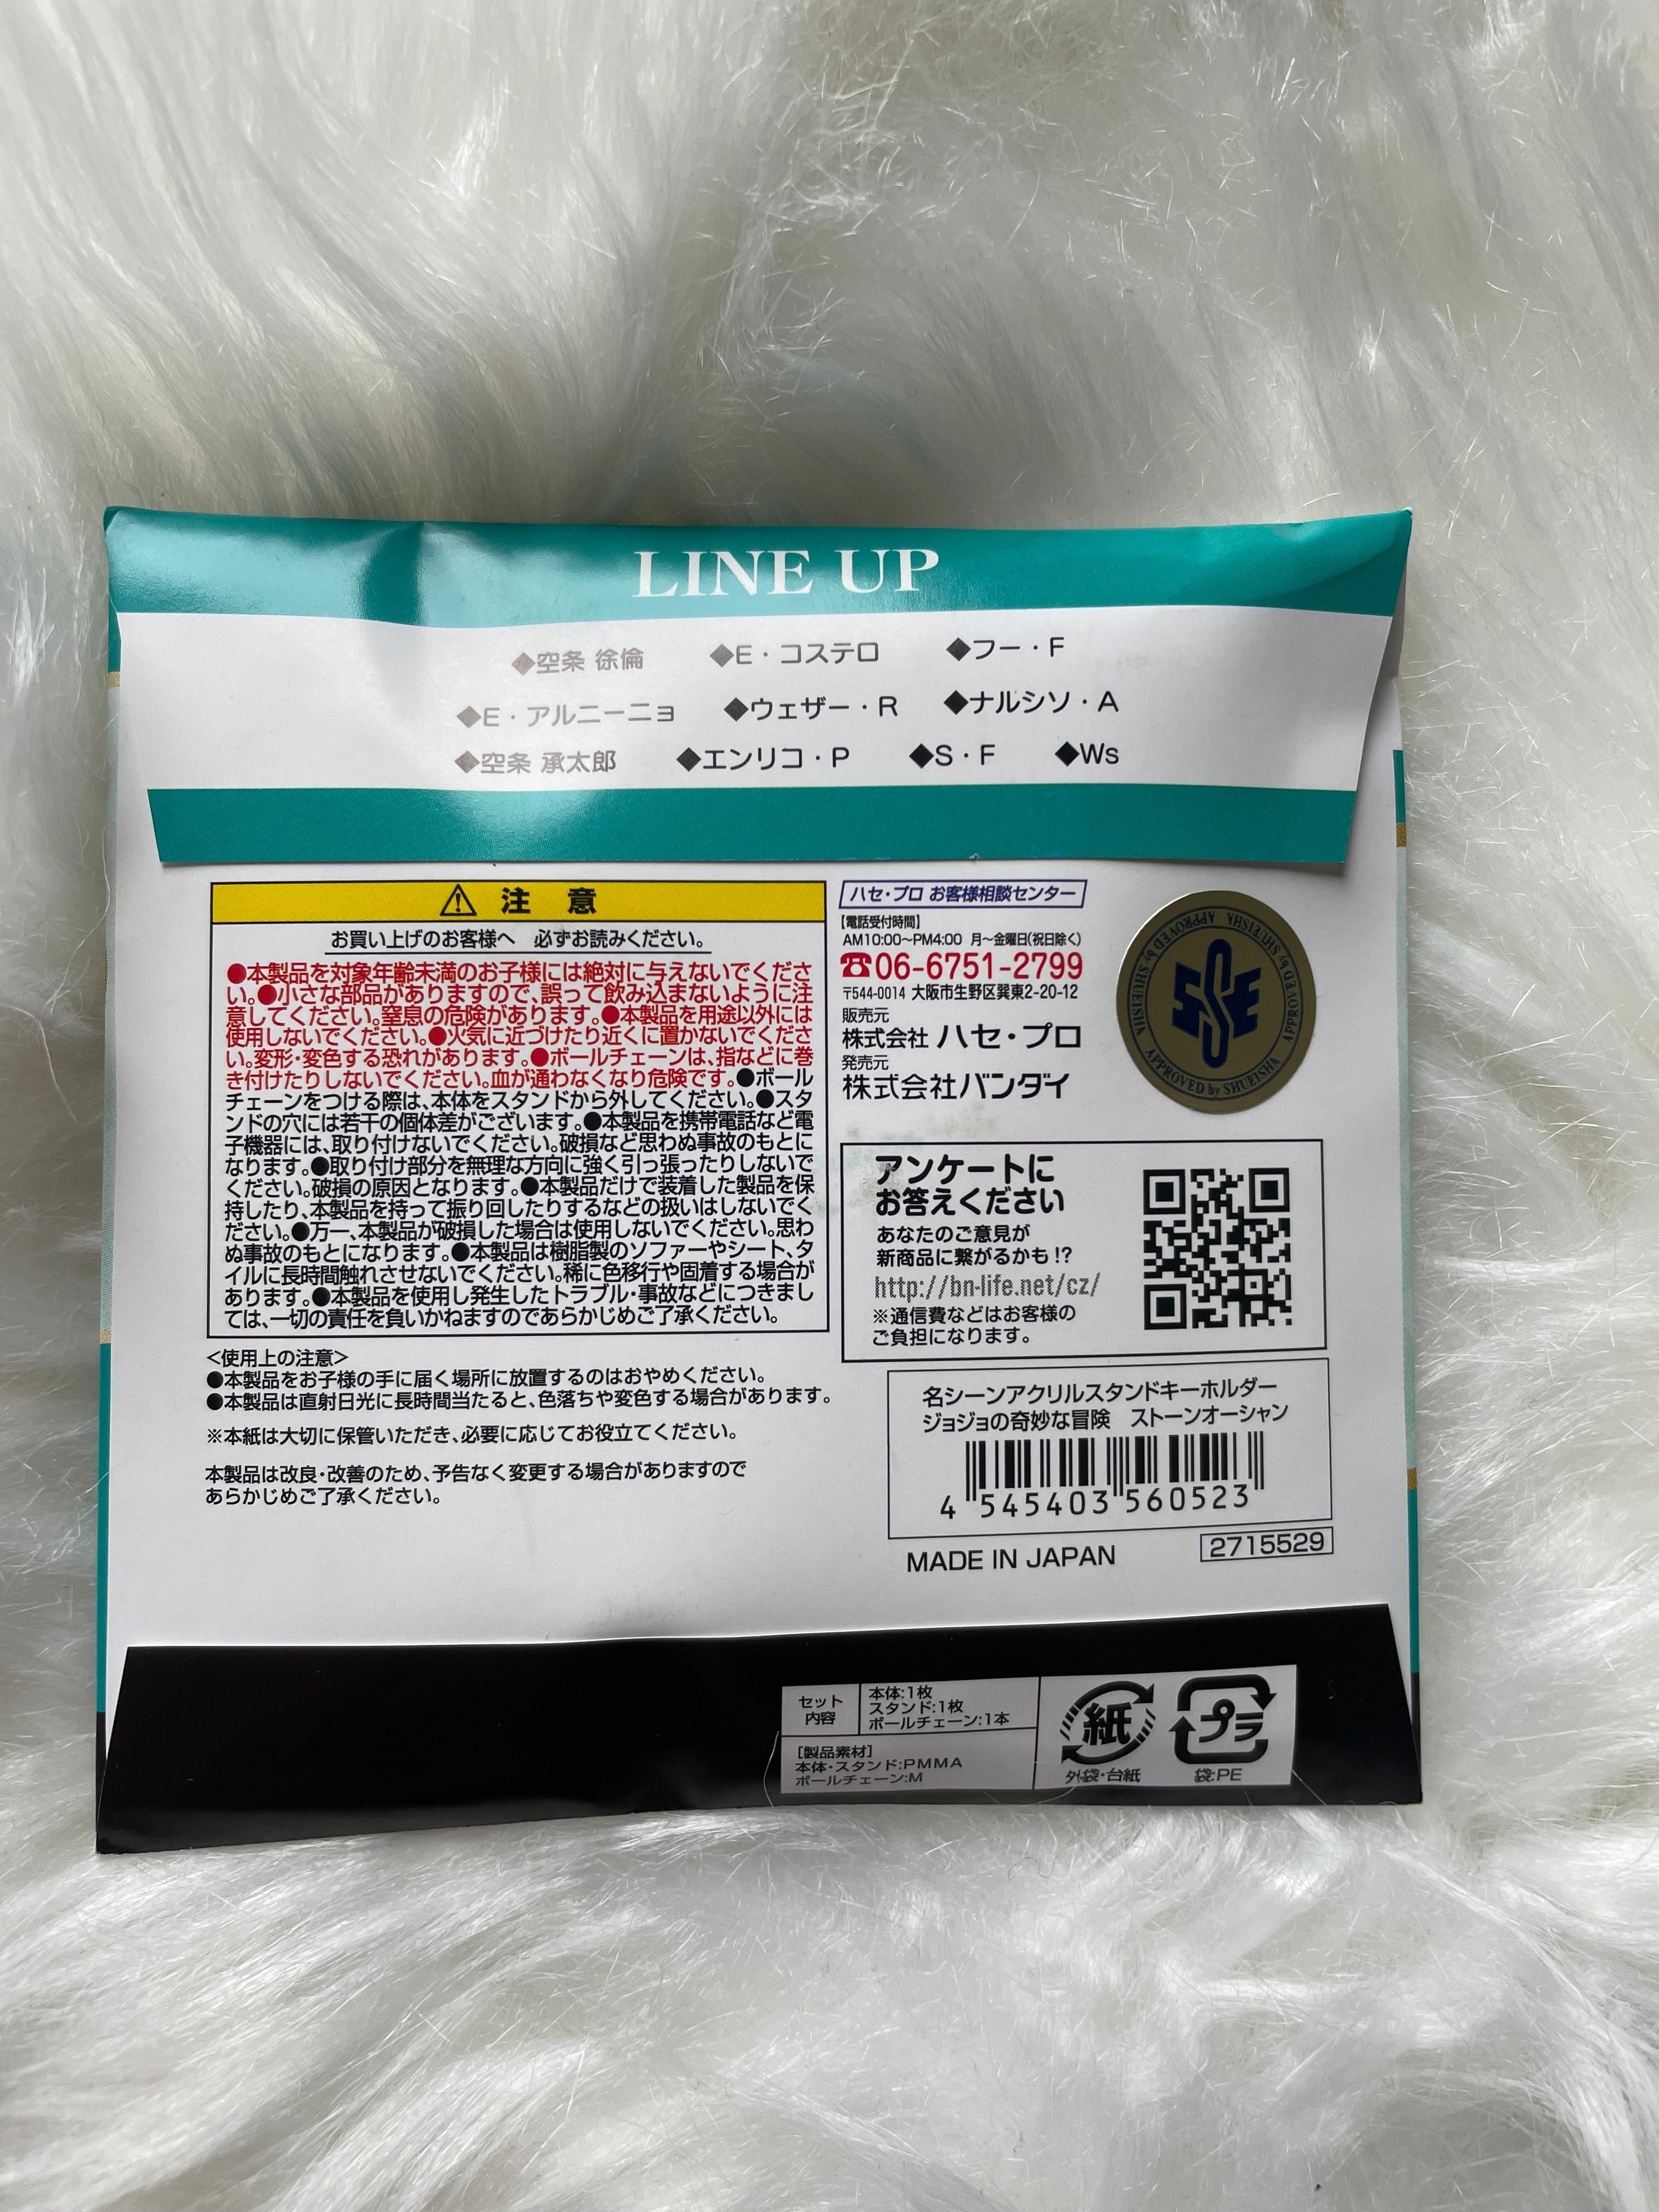 LINE UP
◆空条 徐倫 ◆E・コステロ ◆フー・F
◆E・アルニーニョ ◆ウェザー・R ◆ナルシソ・A
◆空条 承太郎 ◆エンリコ・P ◆S・F ◆Ws
注 意
お買い上げのお客様へ 必ずお読みください。
●本製品を対象年齢未満のお子様には絶対に与えないでくださ
い。●小さな部品がありますので、誤って飲み込まないように注
意してください。窒息の危険があります。●本製品を用途以外には
使用しないでください。●火気に近づけたり近くに置かないでくださ
い。変形・変色する恐れがあります。●ボールチェーンは、指などに巻
き付けたりしないでください。血が通わなくなり危険です。●ボール
チェーンをつける際は、本体をスタンドから外してください。●スタ
ンドの穴には若干の個体差がございます。●本製品を携帯電話など電
子機器には、取り付けないでください。破損など思わぬ事故のもとに
なります。●取り付け部分を無理な方向に強く引っ張ったりしないで
ください。破損の原因となります。●本製品だけで装着した製品を保
持したり、本製品を持って振り回したりするなどの扱いはしないでく
ださい。●万一、本製品が破損した場合は使用しないでください。思わ
ぬ事故のもとになります。●本製品は樹脂製のソファーやシート、タ
イルに長時間触れさせないでください。稀に色移行や固着する場合が
あります。●本製品を使用し発生したトラブル・事故などにつきまし
ては、一切の責任を負いかねますのであらかじめご了承ください。
<使用上の注意>
●本製品をお子様の手に届く場所に放置するのはおやめください。
●本製品は直射日光に長時間当たると、色落ちや変色する場合があります。
※本紙は大切に保管いただき、必要に応じてお役立てください。
本製品は改良・改善のため、予告なく変更する場合がありますので
あらかじめご了承ください。
ハセ・プロ お客様相談センター
【電話受付時間】
AM10:00~PM4:00 月~金曜日(祝日除く)
☎06-6751-2799
〒544-0014 大阪市生野区巽東2-20-12
販売元
株式会社 ハセ・プロ
発売元
株式会社バンダイ
SSE
APPROVED by SHUEISHA APPROVED by SHUEISHA APPROVED by SHUEISHA
アンケートに
お答えください
あなたのご意見が
新商品に繋がるかも!?
http://bn-life.net/cz/
※通信費などはお客様の
ご負担になります。
名シーンアクリルスタンドキーホルダー
ジョジョの奇妙な冒険 ストーンオーシャン
4 545403 560523
MADE IN JAPAN 2715529
セット
内容
本体:1枚
スタンド:1枚
ボールチェーン:1本
[製品素材]
本体・スタンド:PMMA
ボールチェーン:M
紙
外袋・台紙
プラ
袋:PE